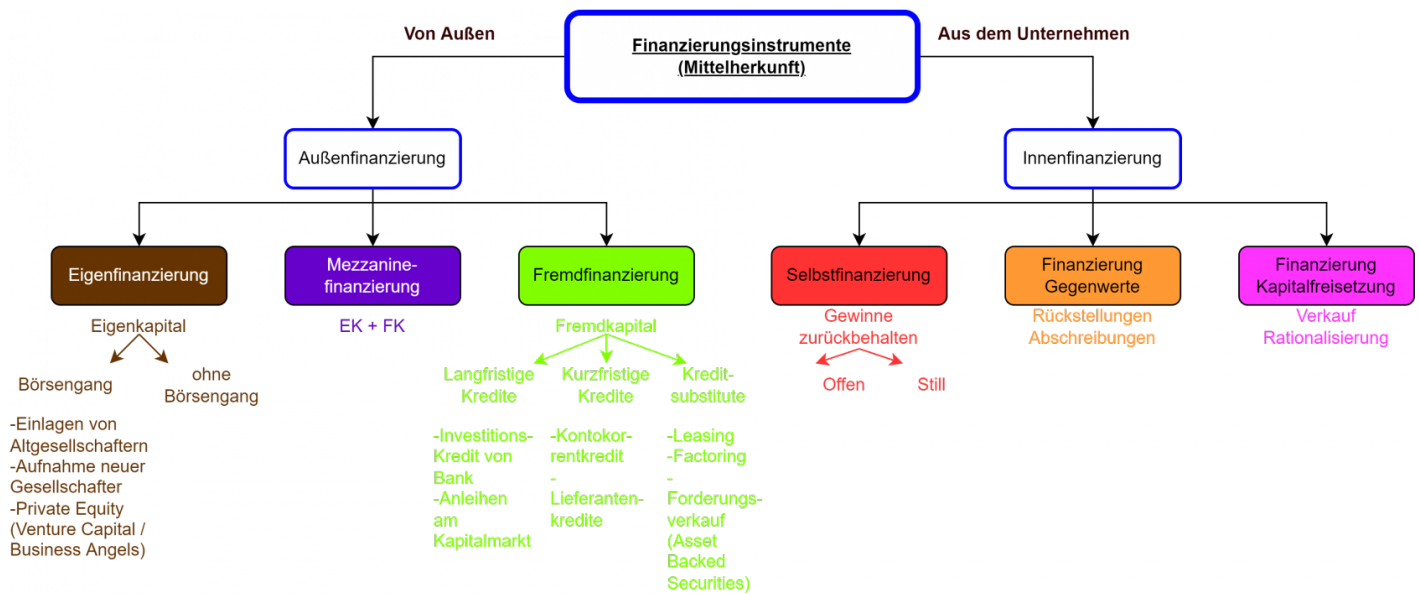 Von Außen
Finanzierungsinstrumente
(Mittelherkunft)
Aus dem Unternehmen
Außenfinanzierung
Innenfinanzierung
Eigenfinanzierung
Mezzanine-
finanzierung
Fremdfinanzierung
Selbstfinanzierung
Finanzierung
Gegenwerte
Finanzierung
Kapitalfreisetzung
Eigenkapital
Börsengang
ohne
Börsengang
-Einlagen von
Altgesellschaftern
-Aufnahme neuer
Gesellschafter
-Private Equity
(Venture Capital /
Business Angels)
EK + FK
Fremdkapital
Langfristige
Kredite
-Investitions-
Kredit von
Bank
-Anleihen
am
Kapitalmarkt
Kurzfristige
Kredite
-Kontokor-
rentkredit
-
Lieferanten-
kredite
Kredit-
substitute
-Leasing
-Factoring
-
Forderungs-
verkauf
(Asset
Backed
Securities)
Gewinne
zurückbehalten
Offen
Still
Rückstellungen
Abschreibungen
Verkauf
Rationalisierung